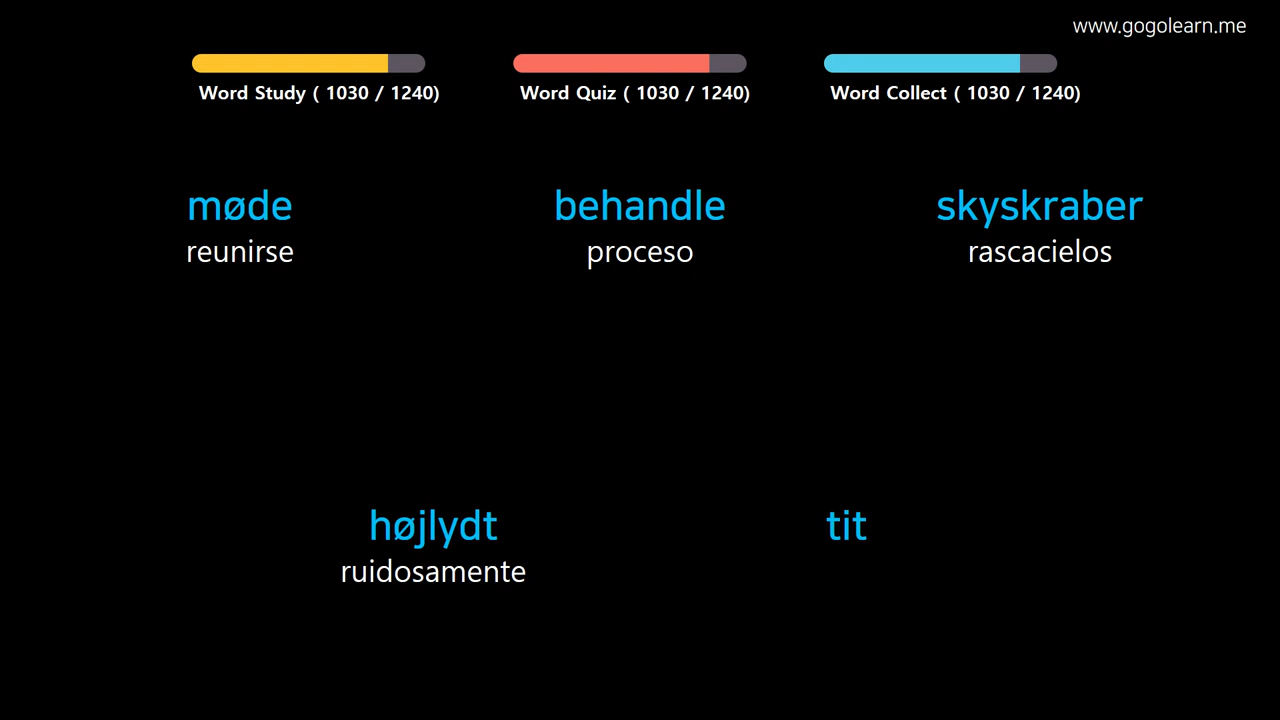 www.gogolearn.me
Word Study ( 1030 / 1240)
Word Quiz ( 1030 / 1240)
Word Collect ( 1030 / 1240)
møde
reunirse
behandle
proceso
skyskraber
rascacielos
højlydt
ruidosamente
tit